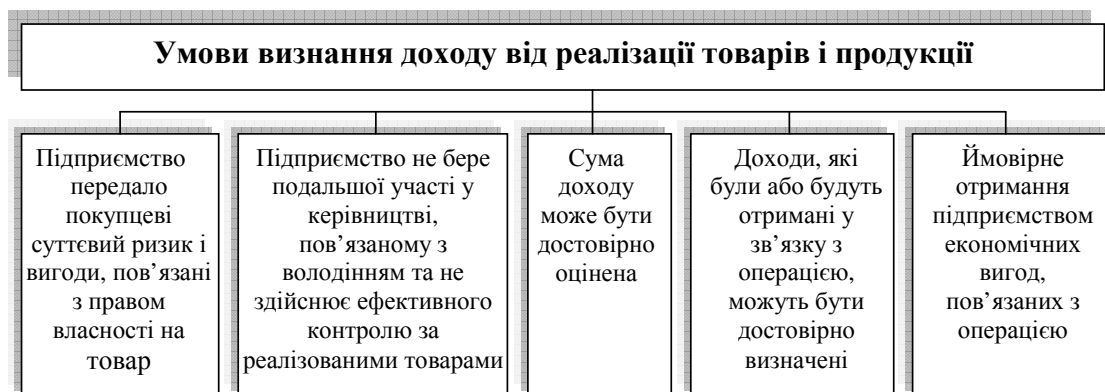 Умови визнання доходу від реалізації товарів і продукції
Підприємство
передало
покупцеві
суттєвий ризик і
вигоди, пов’язані
з правом
власності на
товар
Підприємство не бере
подальшої участі у
керівництві,
пов’язаному з
володінням та не
здійснює ефективного
контролю за
реалізованими товарами
Сума
доходу
може бути
достовірно
оцінена
Доходи, які
були або будуть
отримані у
зв’язку з
операцією,
можуть бути
достовірно
визначені
Ймовірне
отримання
підприємством
економічних
вигод,
пов’язаних з
операцією